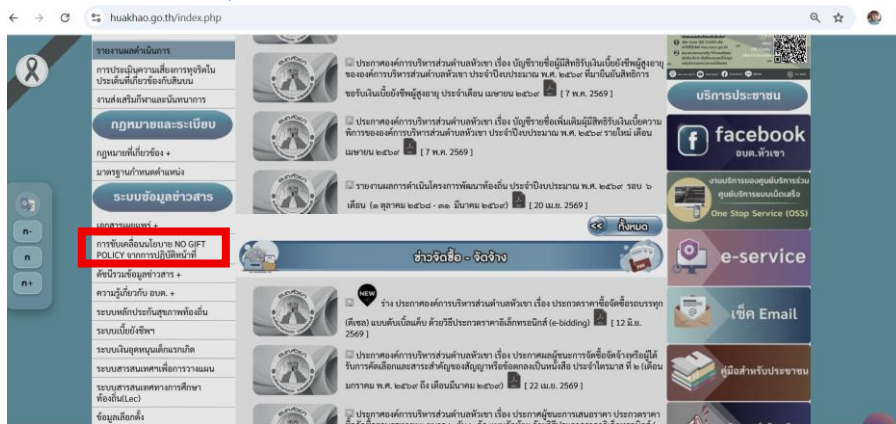 huakhao.go.th/index.php
รายงานผลดำเนินการ
การประเมินความเสี่ยงการทุจริตใน
ประเด็นที่เกี่ยวข้องกับสินบน
งานส่งเสริมกีฬาและนันทนาการ
กฎหมายและระเบียบ
กฎหมายที่เกี่ยวข้อง +
มาตรฐานกำหนดตำแหน่ง
ระบบข้อมูลข่าวสาร
เอกสารเผยแพร่ +
การขับเคลื่อนนโยบาย NO GIFT
POLICY จากการปฏิบัติหน้าที่
ดัชนีรวมข้อมูลข่าวสาร +
ความรู้เกี่ยวกับ อบต. +
ระบบหลักประกันสุขภาพท้องถิ่น
ระบบเบี้ยยังชีพฯ
ระบบเงินอุดหนุนเด็กแรกเกิด
ระบบสารสนเทศเพื่อการวางแผน
ระบบสารสนเทศทางการศึกษา
ท้องถิ่น(Lec)
ข้อมูลเลือกตั้ง
ก-
ก
ก+
ประกาศองค์การบริหารส่วนตำบลหัวเขา เรื่อง บัญชีรายชื่อผู้มีสิทธิรับเงินเบี้ยยังชีพผู้สูงอายุ
ขององค์การบริหารส่วนตำบลหัวเขา ประจำปีงบประมาณ พ.ศ. ๒๕๖๙ ที่มายืนยันสิทธิการ
ขอรับเงินเบี้ยยังชีพผู้สูงอายุ ประจำเดือน เมษายน ๒๕๖๙ [ 7 พ.ค. 2569 ]
ประกาศองค์การบริหารส่วนตำบลหัวเขา เรื่อง บัญชีรายชื่อเพิ่มเติมผู้มีสิทธิรับเงินเบี้ยความ
พิการขององค์การบริหารส่วนตำบลหัวเขา ประจำปีงบประมาณ พ.ศ. ๒๕๖๙ รายใหม่ เดือน
เมษายน ๒๕๖๙ [ 7 พ.ค. 2569 ]
รายงานผลการดำเนินโครงการพัฒนาท้องถิ่น ประจำปีงบประมาณ พ.ศ. ๒๕๖๙ รอบ ๖
เดือน (๑ ตุลาคม ๒๕๖๘ - ๓๑ มีนาคม ๒๕๖๙) [ 20 เม.ย. 2569 ]
ทั้งหมด
ข่าวจัดซื้อ - จัดจ้าง
NEW
ร่าง ประกาศองค์การบริหารส่วนตำบลหัวเขา เรื่อง ประกวดราคาซื้อจัดซื้อรถบรรทุก
(ดีเซล) แบบดับเบิ้ลแค็บ ด้วยวิธีประกวดราคาอิเล็กทรอนิกส์ (e-bidding) [ 12 มิ.ย.
2569 ]
ประกาศองค์การบริหารส่วนตำบลหัวเขา เรื่อง ประกาศผลผู้ชนะการจัดซื้อจัดจ้างหรือผู้ได้
รับการคัดเลือกและสาระสำคัญของสัญญาหรือข้อตกลงเป็นหนังสือ ประจำไตรมาส ที่ ๒ (เดือน
มกราคม พ.ศ. ๒๕๖๙ ถึง เดือนมีนาคม ๒๕๖๙) [ 22 เม.ย. 2569 ]
ประกาศองค์การบริหารส่วนตำบลหัวเขา เรื่อง ประกาศผู้ชนะการเสนอราคา ประกวดราคา
บริการประชาชน
facebook
อบต.หัวเขา
งานบริการของศูนย์บริการร่วม
ศูนย์บริการแบบเบ็ดเสร็จ
One Stop Service (OSS)
e-service
เช็ค Email
คู่มือสำหรับประชาชน